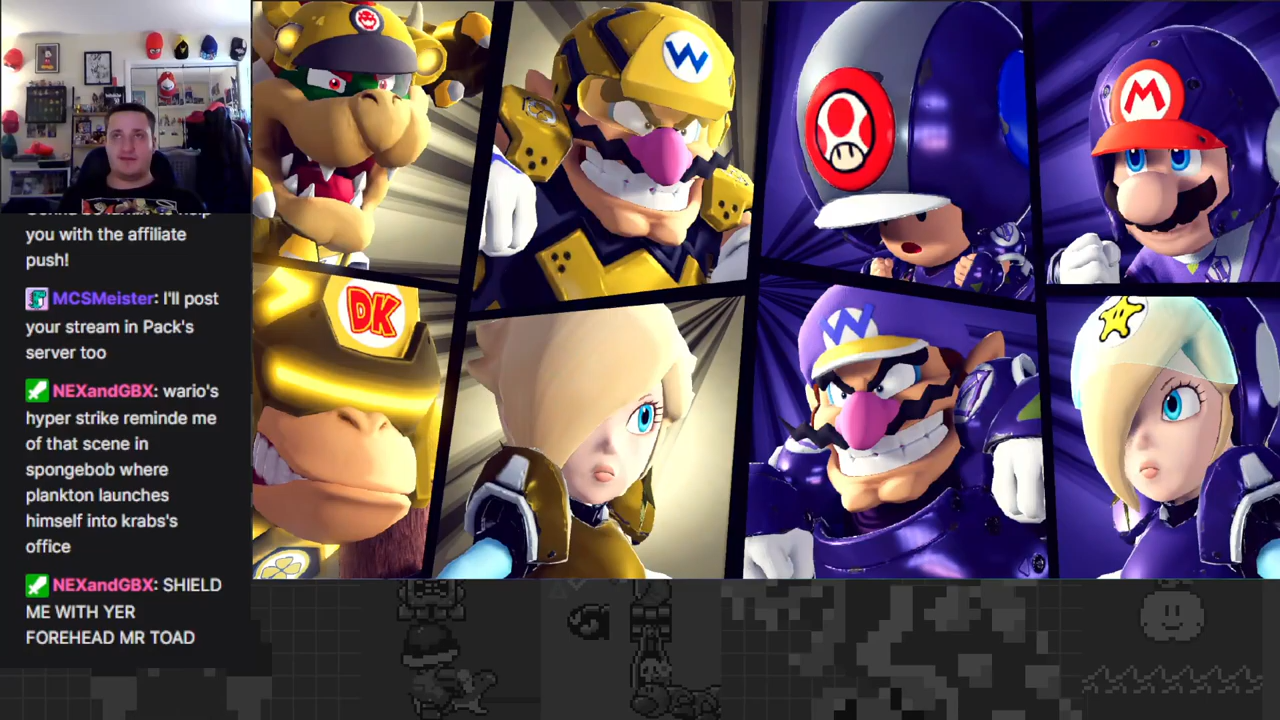 you with the affiliate
push!
MCSMeister: I'll post
your stream in Pack's
server too
NEXandGBX: wario's
hyper strike reminde me
of that scene in
spongebob where
plankton launches
himself into krabs's
office
NEXandGBX: SHIELD
ME WITH YER
FOREHEAD MR TOAD
W
M
DK
W